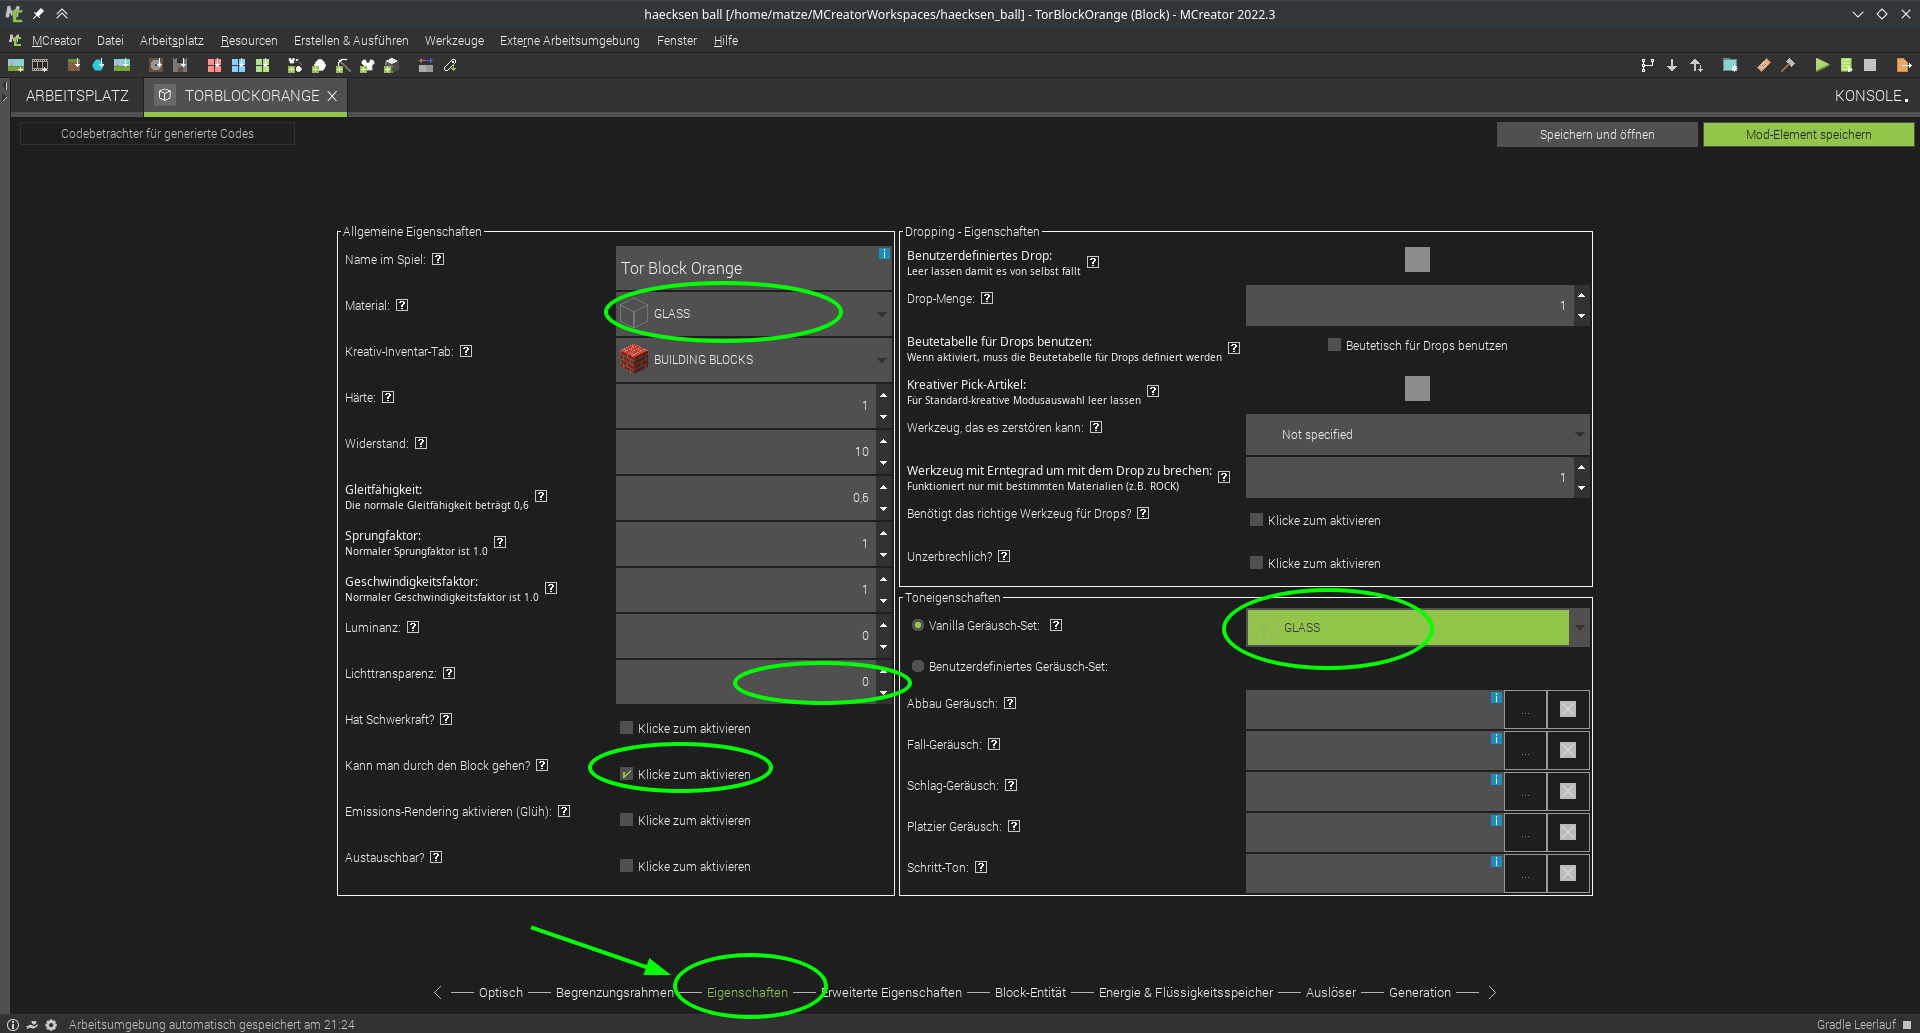 haecksen ball [/home/matze/MCreatorWorkspaces/haecksen_ball] - TorBlockOrange (Block) - MCreator 2022.3
MCreator Datei Arbeitsplatz Resourcen Erstellen & Ausführen Werkzeuge Externe Arbeitsumgebung Fenster Hilfe
ARBEITSPLATZ TORBLOCKORANGE KONSOLE
Codebetrachter für generierte Codes Speichern und öffnen Mod-Element speichern
Allgemeine Eigenschaften
Name im Spiel: ? Tor Block Orange
Material: ? GLASS
Kreativ-Inventar-Tab: ? BUILDING BLOCKS
Härte: ? 1
Widerstand: ? 10
Gleitfähigkeit: ? 0,6
Die normale Gleitfähigkeit beträgt 0,6
Sprungfaktor: ? 1
Normaler Sprungfaktor ist 1.0
Geschwindigkeitsfaktor: ? 1
Normaler Geschwindigkeitsfaktor ist 1.0
Luminanz: ? 0
Lichttransparenz: ? 0
Hat Schwerkraft? ? Klicke zum aktivieren
Kann man durch den Block gehen? ? Klicke zum aktivieren
Emissions-Rendering aktivieren (Glüh): ? Klicke zum aktivieren
Austauschbar? ? Klicke zum aktivieren
Dropping - Eigenschaften
Benutzerdefiniertes Drop: ?
Leer lassen damit es von selbst fällt
Drop-Menge: ? 1
Beutetabelle für Drops benutzen: ? Beutetisch für Drops benutzen
Wenn aktiviert, muss die Beutetabelle für Drops definiert werden
Kreativer Pick-Artikel: ?
Für Standard-kreative Modusauswahl leer lassen
Werkzeug, das es zerstören kann: ? Not specified
Werkzeug mit Erntegrad um mit dem Drop zu brechen: ? 1
Funktioniert nur mit bestimmten Materialien (z.B. ROCK)
Benötigt das richtige Werkzeug für Drops? ? Klicke zum aktivieren
Unzerbrechlich? ? Klicke zum aktivieren
Toneigenschaften
Vanilla Geräusch-Set: ? GLASS
Benutzerdefiniertes Geräusch-Set:
Abbau Geräusch: ? ...
Fall-Geräusch: ? ...
Schlag-Geräusch: ? ...
Platzier Geräusch: ? ...
Schritt-Ton: ? ...
Optisch Begrenzungsrahmen Eigenschaften Erweiterte Eigenschaften Block-Entität Energie & Flüssigkeitsspeicher Auslöser Generation
Arbeitsumgebung automatisch gespeichert am 21:24 Gradle Leerlauf